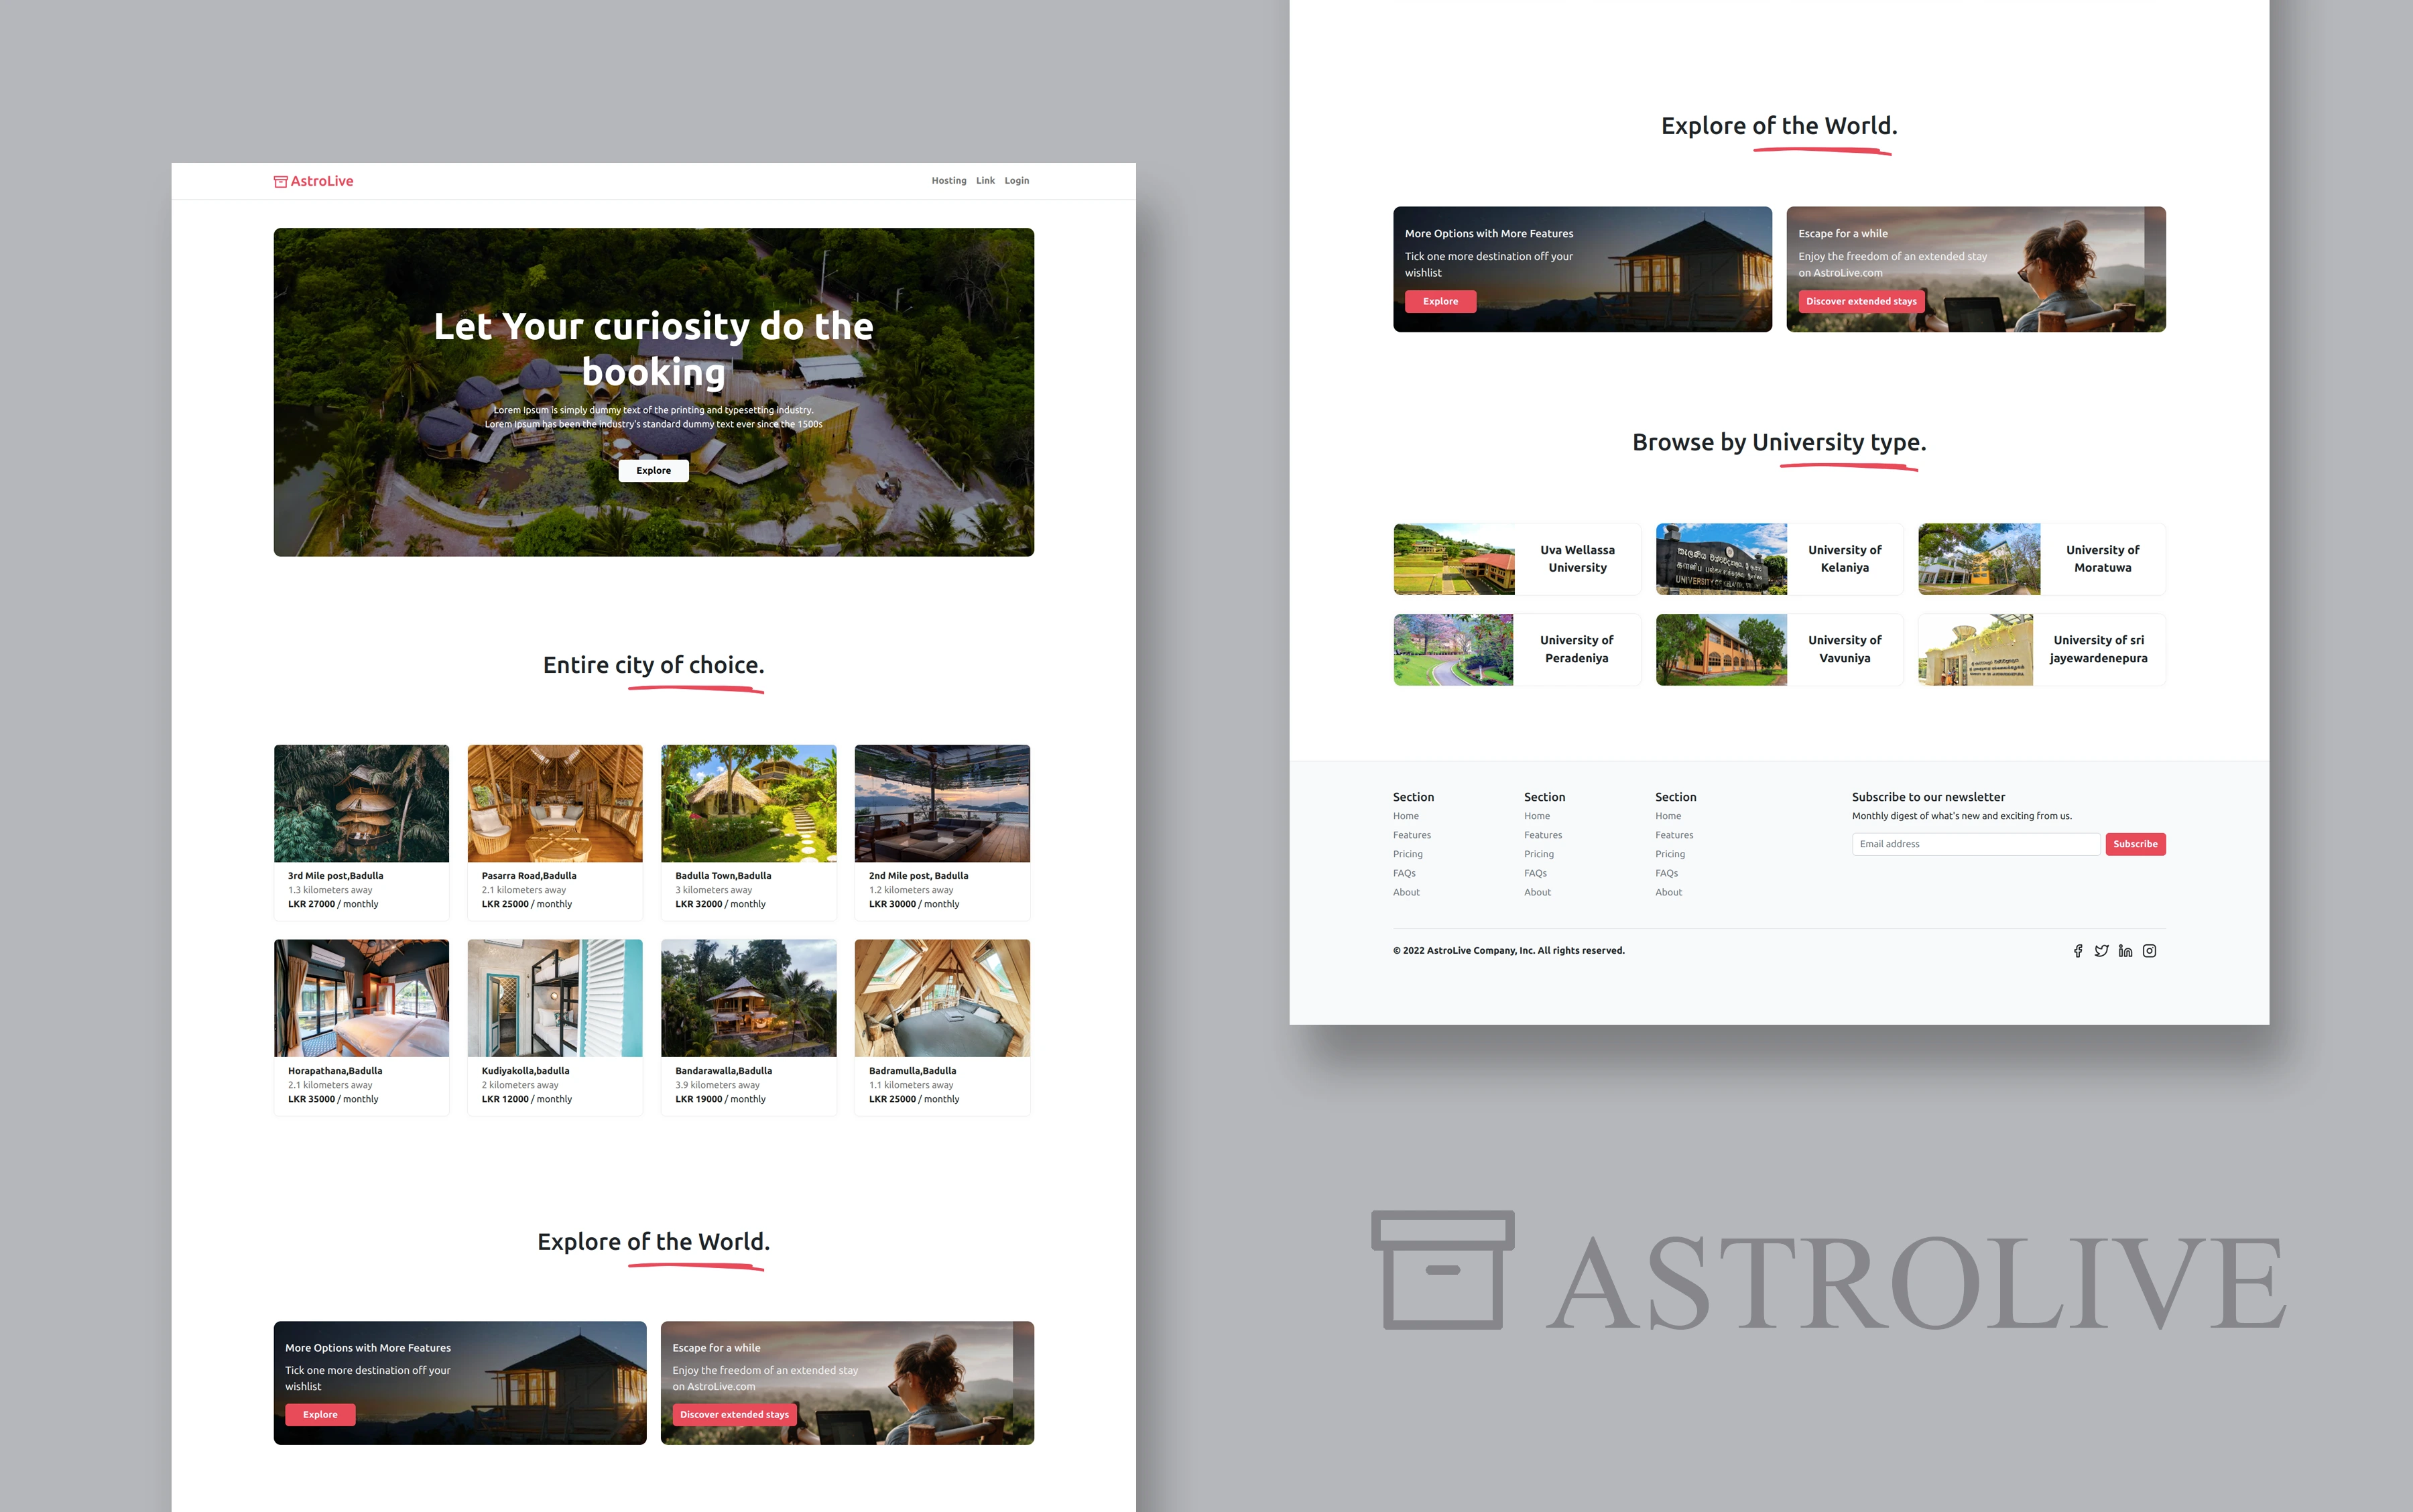 AstroLive
Hosting Link Login
Let Your curiosity do the
booking
Lorem Ipsum is simply dummy text of the printing and typesetting industry.
Lorem Ipsum has been the industry's standard dummy text ever since the 1500s
Explore
Entire city of choice.
3rd Mile post,Badulla
1.3 kilometers away
LKR 27000 / monthly
Pasarra Road,Badulla
2.1 kilometers away
LKR 25000 / monthly
Badulla Town,Badulla
3 kilometers away
LKR 32000 / monthly
2nd Mile post, Badulla
1.2 kilometers away
LKR 30000 / monthly
Horapathana,Badulla
2.1 kilometers away
LKR 35000 / monthly
Kudiyakolla,badulla
2 kilometers away
LKR 12000 / monthly
Bandarawalla,Badulla
3.9 kilometers away
LKR 19000 / monthly
Badramulla,Badulla
1.1 kilometers away
LKR 25000 / monthly
Explore of the World.
More Options with More Features
Tick one more destination off your
wishlist
Explore
Escape for a while
Enjoy the freedom of an extended stay
on AstroLive.com
Discover extended stays
Explore of the World.
More Options with More Features
Tick one more destination off your
wishlist
Explore
Escape for a while
Enjoy the freedom of an extended stay
on AstroLive.com
Discover extended stays
Browse by University type.
Uva Wellassa
University
UNIVERSITY OF KELANIYA
University of
Kelaniya
University of
Moratuwa
University of
Peradeniya
University of
Vavuniya
University of sri
jayewardenepura
Section
Home
Features
Pricing
FAQs
About
Section
Home
Features
Pricing
FAQs
About
Section
Home
Features
Pricing
FAQs
About
Subscribe to our newsletter
Monthly digest of what's new and exciting from us.
Email address
Subscribe
© 2022 AstroLive Company, Inc. All rights reserved.
ASTROLIVE